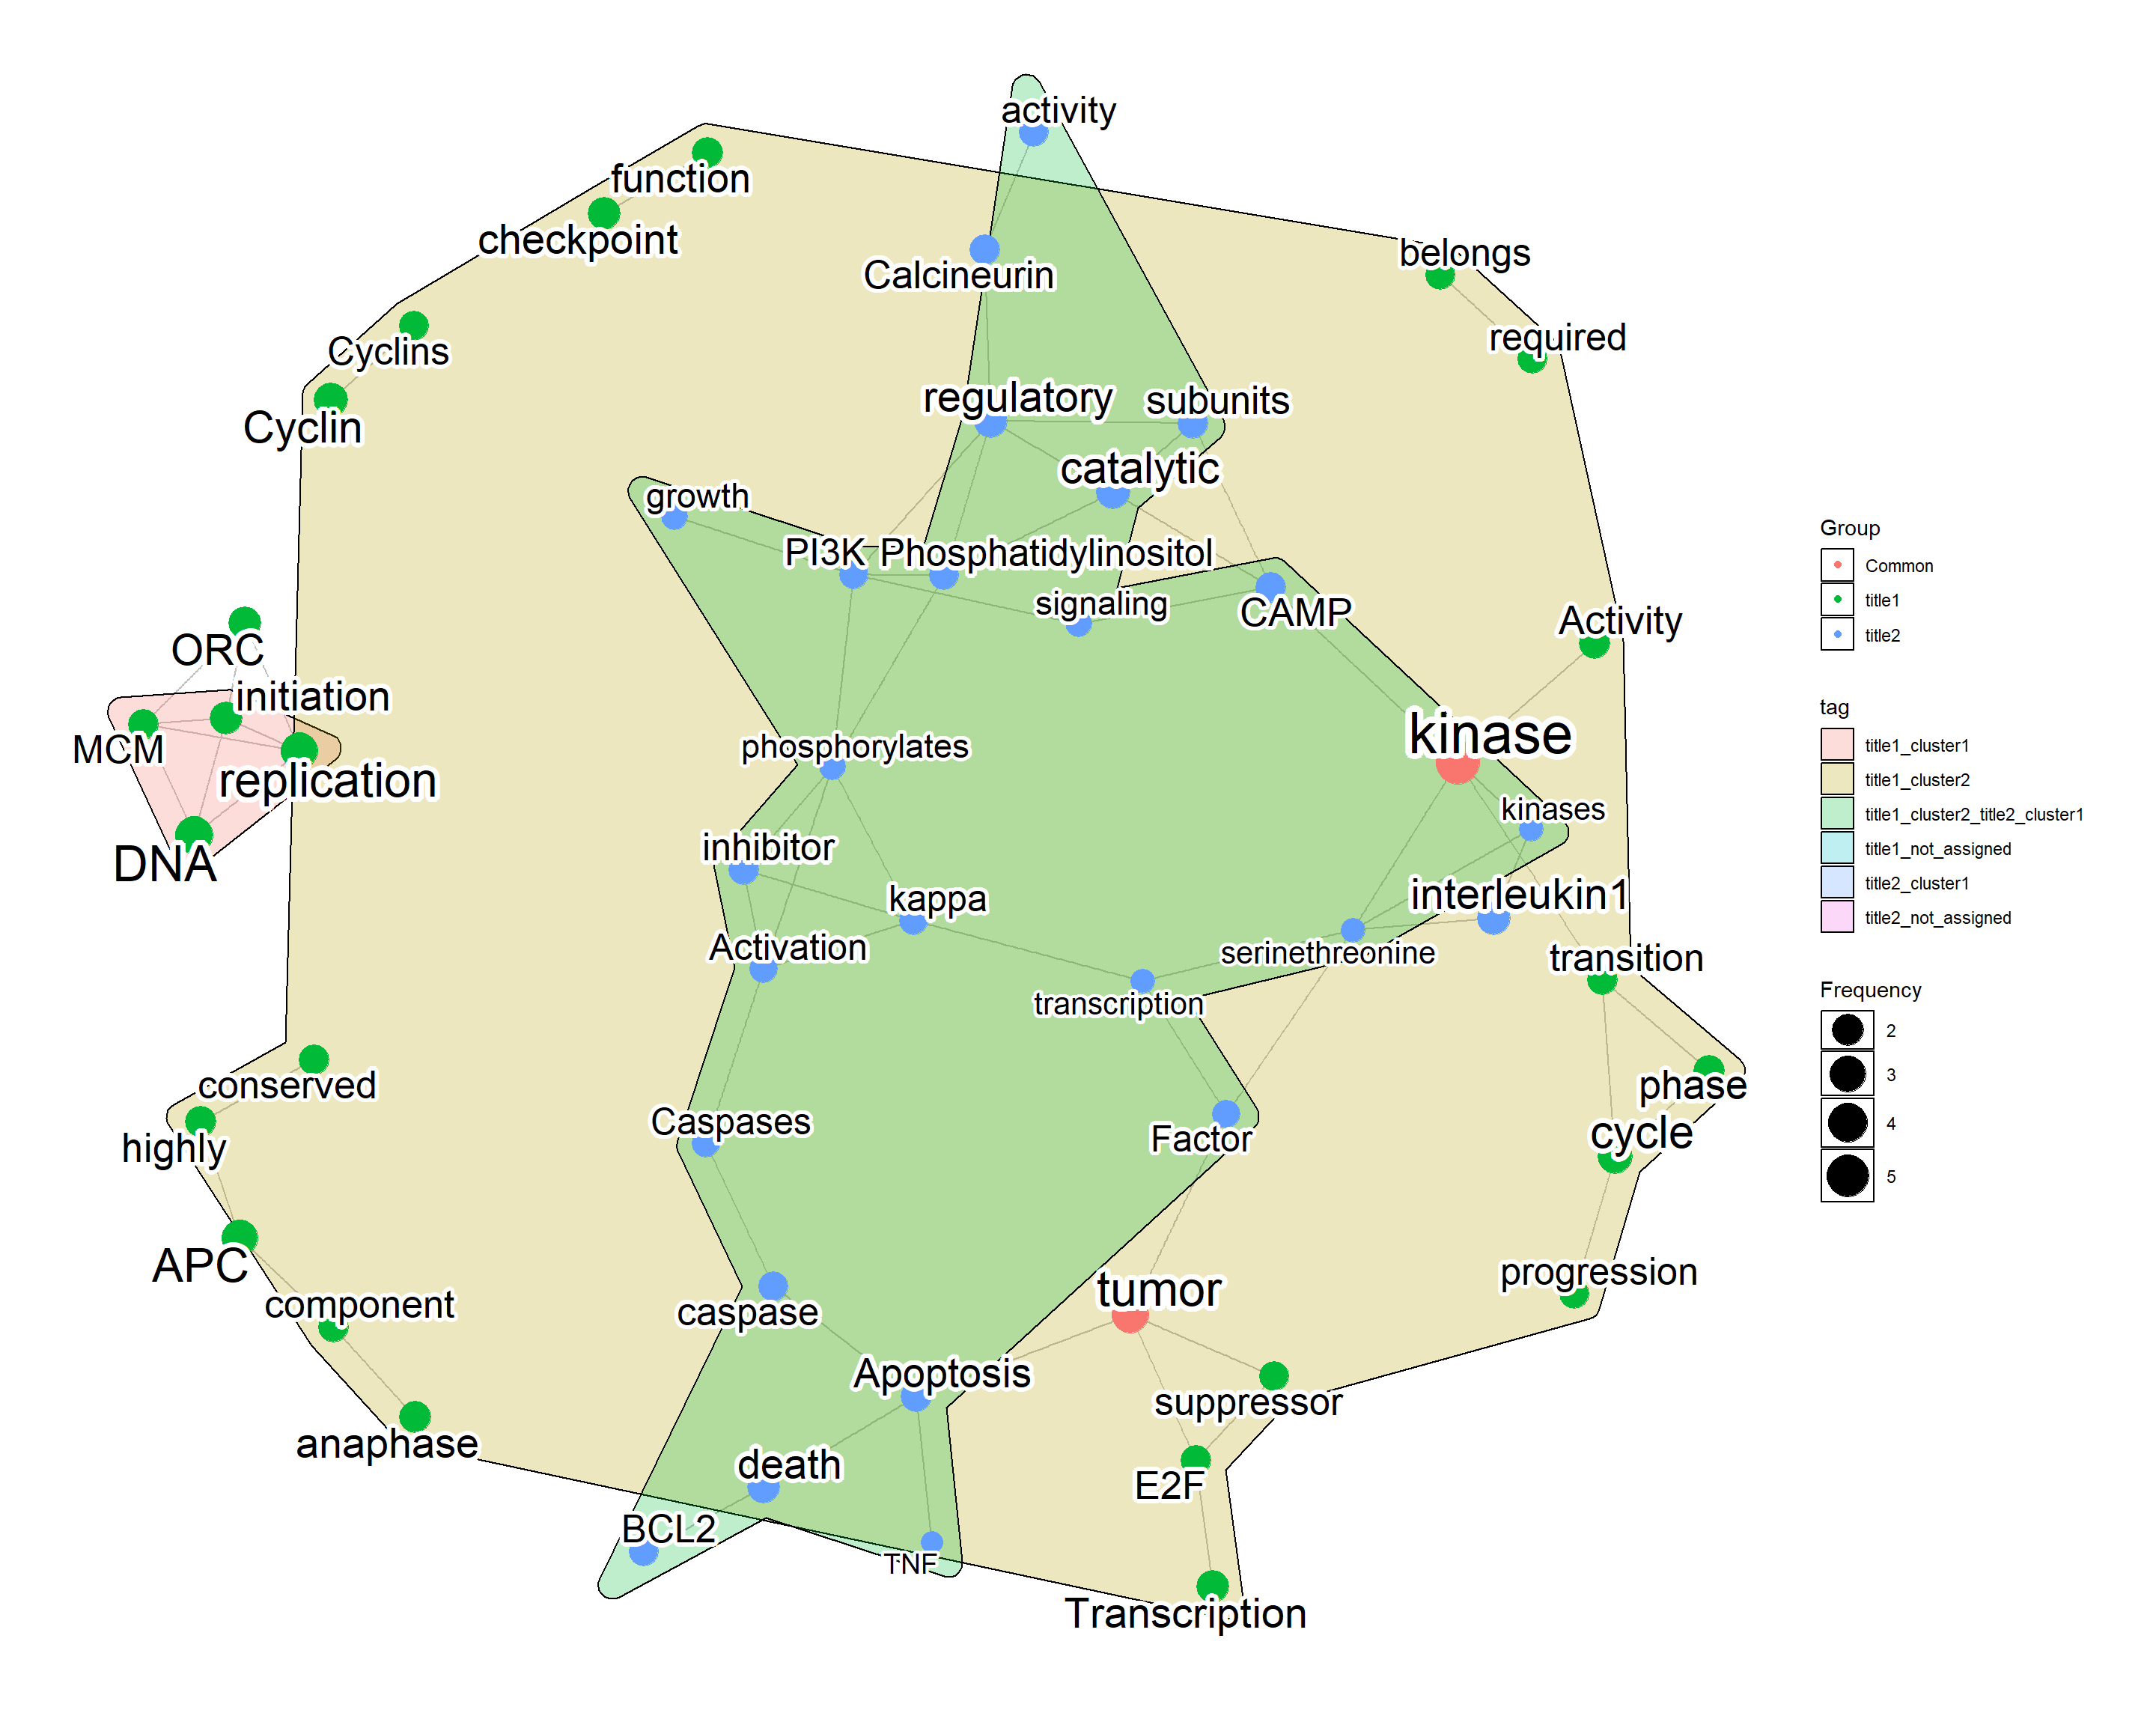 activity
function
checkpoint
belongs
Calcineurin
required
Cyclins
Cyclin
regulatory
subunits
catalytic
growth
PI3K
Phosphatidylinositol
signaling
CAMP
Activity
ORC
initiation
MCM
replication
DNA
kinase
phosphorylates
kinases
inhibitor
kappa
interleukin1
Activation
serinethreonine
transition
transcription
conserved
highly
phase
cycle
Caspases
Factor
APC
component
progression
tumor
caspase
Apoptosis
suppressor
anaphase
death
E2F
BCL2
TNF
Transcription
Group
Common
title1
title2
tag
title1_cluster1
title1_cluster2
title1_cluster2_title2_cluster1
title1_not_assigned
title2_cluster1
title2_not_assigned
Frequency
2
3
4
5